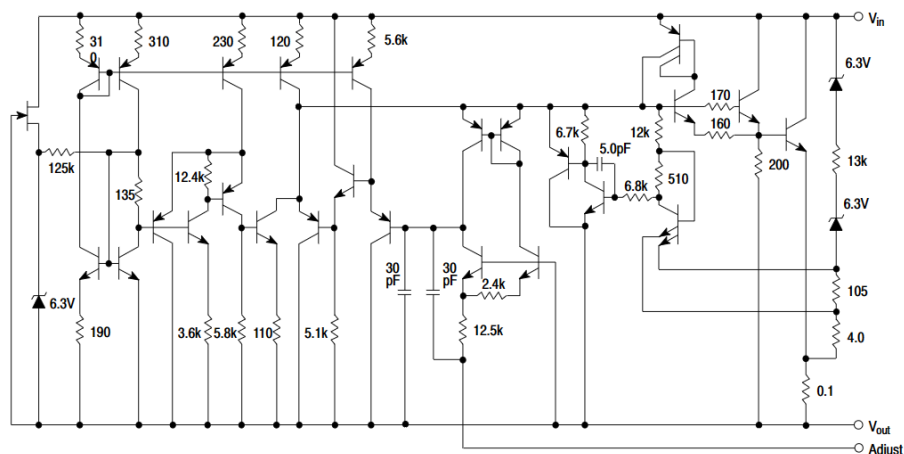 31
0
310
230
120
5.6k
V_in
6.3V
125k
135
12.4k
6.7k
5.0pF
12k
170
160
200
13k
510
6.8k
6.3V
30
pF
30
pF
2.4k
12.5k
105
4.0
0.1
6.3V
190
3.6k
5.8k
110
5.1k
V_out
Adjust